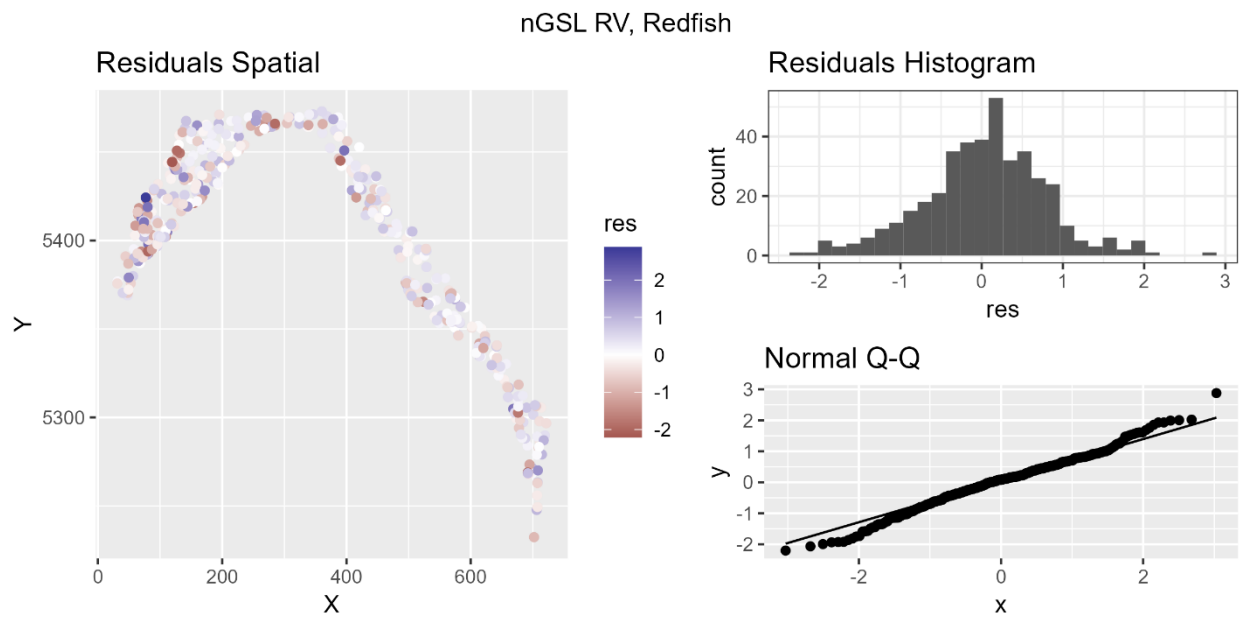 nGSL RV, Redfish
Residuals Spatial
5400
5300
Y
0 200 400 600
X
res
2
1
0
-1
-2
Residuals Histogram
40
20
0
count
-2 -1 0 1 2 3
res
Normal Q-Q
3
2
1
0
-1
-2
y
-2 0 2
x